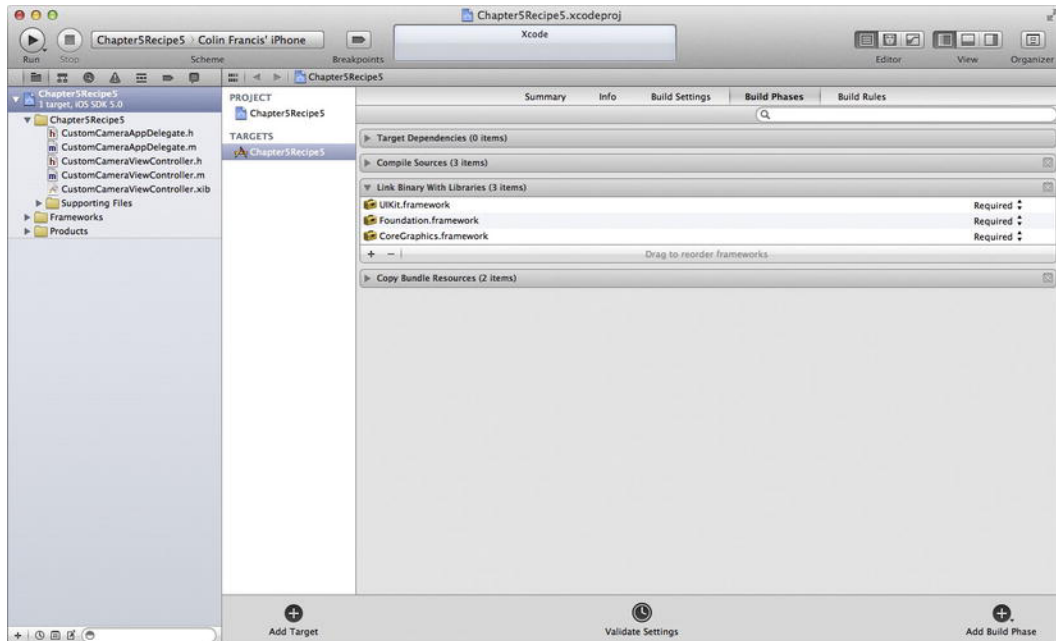 Chapter5Recipe5.xcodeproj
Chapter5Recipe5 Colin Francis' iPhone
Xcode
Run Stop Scheme Breakpoints Editor View Organizer
Chapter5Recipe5
Chapter5Recipe5
1 target, iOS SDK 5.0
Chapter5Recipe5
h CustomCameraAppDelegate.h
m CustomCameraAppDelegate.m
h CustomCameraViewController.h
m CustomCameraViewController.m
CustomCameraViewController.xib
Supporting Files
Frameworks
Products
PROJECT
Chapter5Recipe5
TARGETS
Chapter5Recipe5
Summary Info Build Settings Build Phases Build Rules
Target Dependencies (0 items)
Compile Sources (3 items)
Link Binary With Libraries (3 items)
UIKit.framework Required
Foundation.framework Required
CoreGraphics.framework Required
+ − Drag to reorder frameworks
Copy Bundle Resources (2 items)
Add Target Validate Settings Add Build Phase